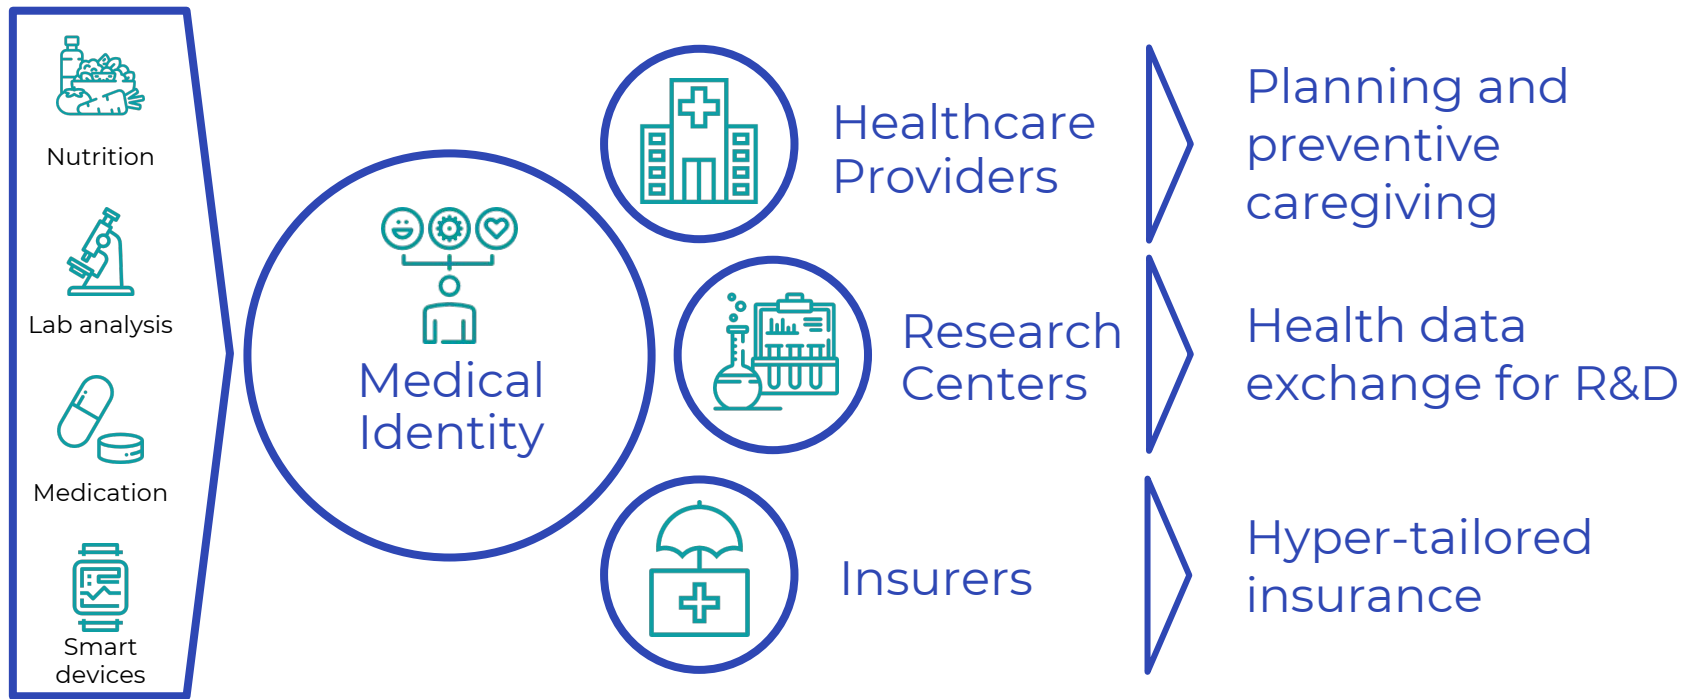 Nutrition
Lab analysis
Medication
Smart
devices
Medical
Identity
Healthcare
Providers
Research
Centers
Insurers
Planning and
preventive
caregiving
Health data
exchange for R&D
Hyper-tailored
insurance